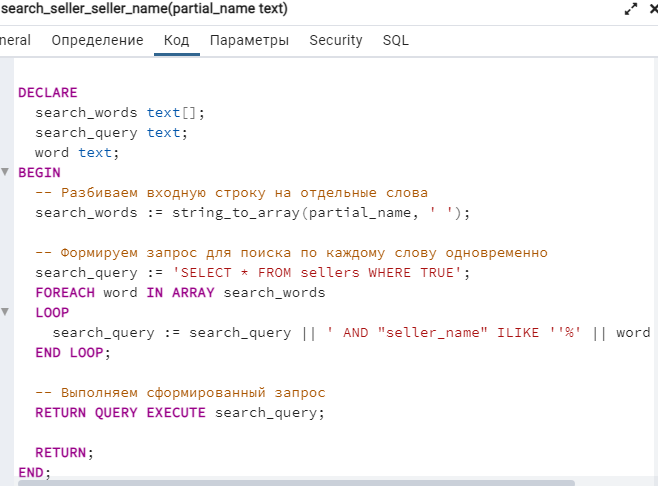 search_seller_seller_name(partial_name text)
neral Определение Код Параметры Security SQL
DECLARE
search_words text[];
search_query text;
word text;
BEGIN
-- Разбиваем входную строку на отдельные слова
search_words := string_to_array(partial_name, ' ');
-- Формируем запрос для поиска по каждому слову одновременно
search_query := 'SELECT * FROM sellers WHERE TRUE';
FOREACH word IN ARRAY search_words
LOOP
search_query := search_query || ' AND "seller_name" ILIKE ''%' || word
END LOOP;
-- Выполняем сформированный запрос
RETURN QUERY EXECUTE search_query;
RETURN;
END;